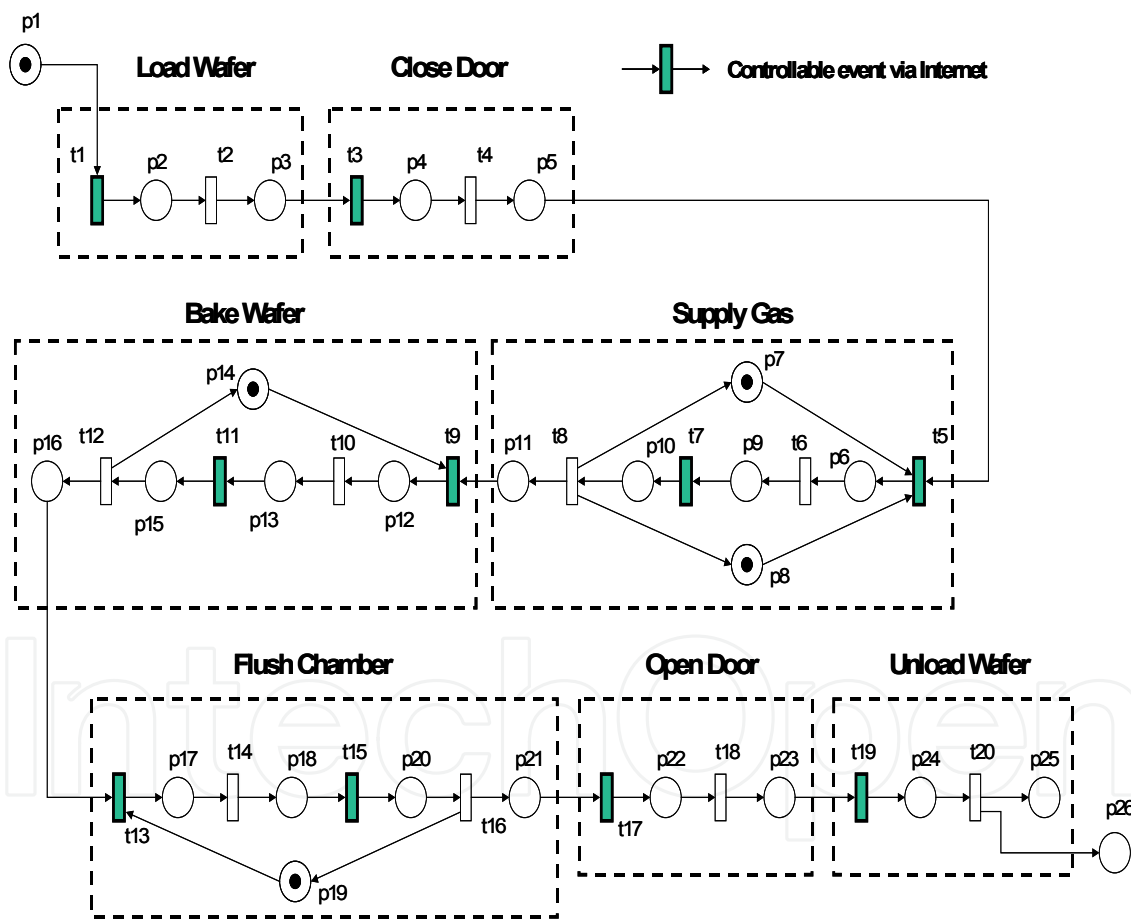 p1
Load Wafer
Close Door
Controllable event via Internet
t1
p2
t2
p3
t3
p4
t4
p5
Bake Wafer
Supply Gas
p14
p7
p16
t12
t11
t10
t9
p11
t8
p10
t7
p9
t6
p6
t5
p15
p13
p12
p8
Flush Chamber
Open Door
Unload Wafer
IntechOpen
p17
t14
p18
t15
p20
p21
p22
t18
p23
t19
p24
t20
p25
t13
t16
t17
p26
p19